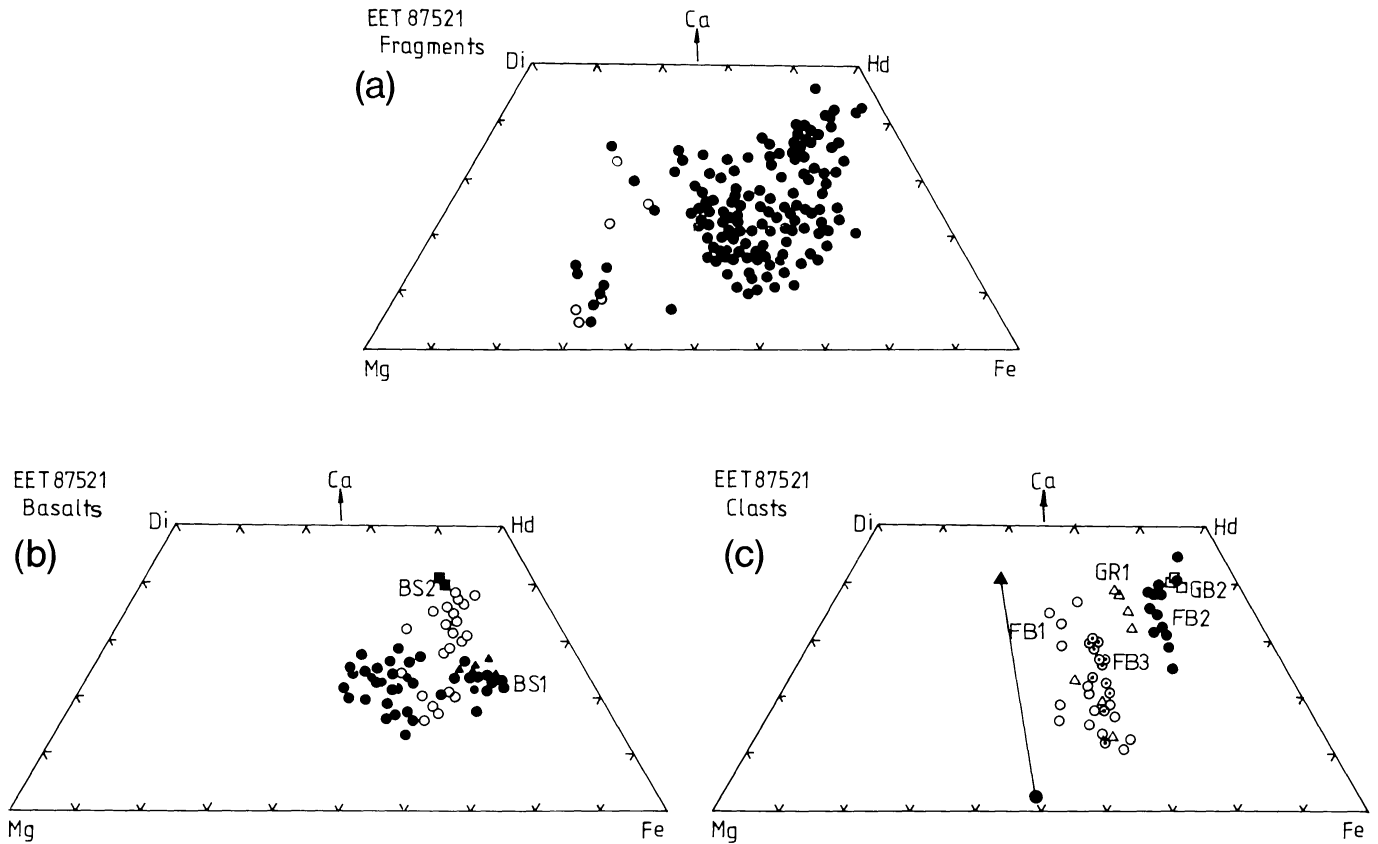 EET 87521
Fragments
(a)
Ca
Di
Hd
Mg
Fe
EET 87521
Basalts
(b)
Ca
Di
Hd
BS2
BS1
Mg
Fe
EET 87521
Clasts
(c)
Ca
Di
Hd
GR1
GB2
FB2
FB1
FB3
Mg
Fe